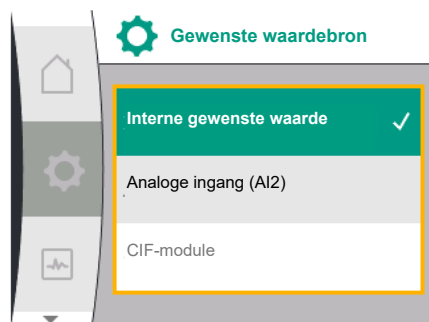 Gewenste waardebron
Interne gewenste waarde
Analoge ingang (AI2)
CIF-module